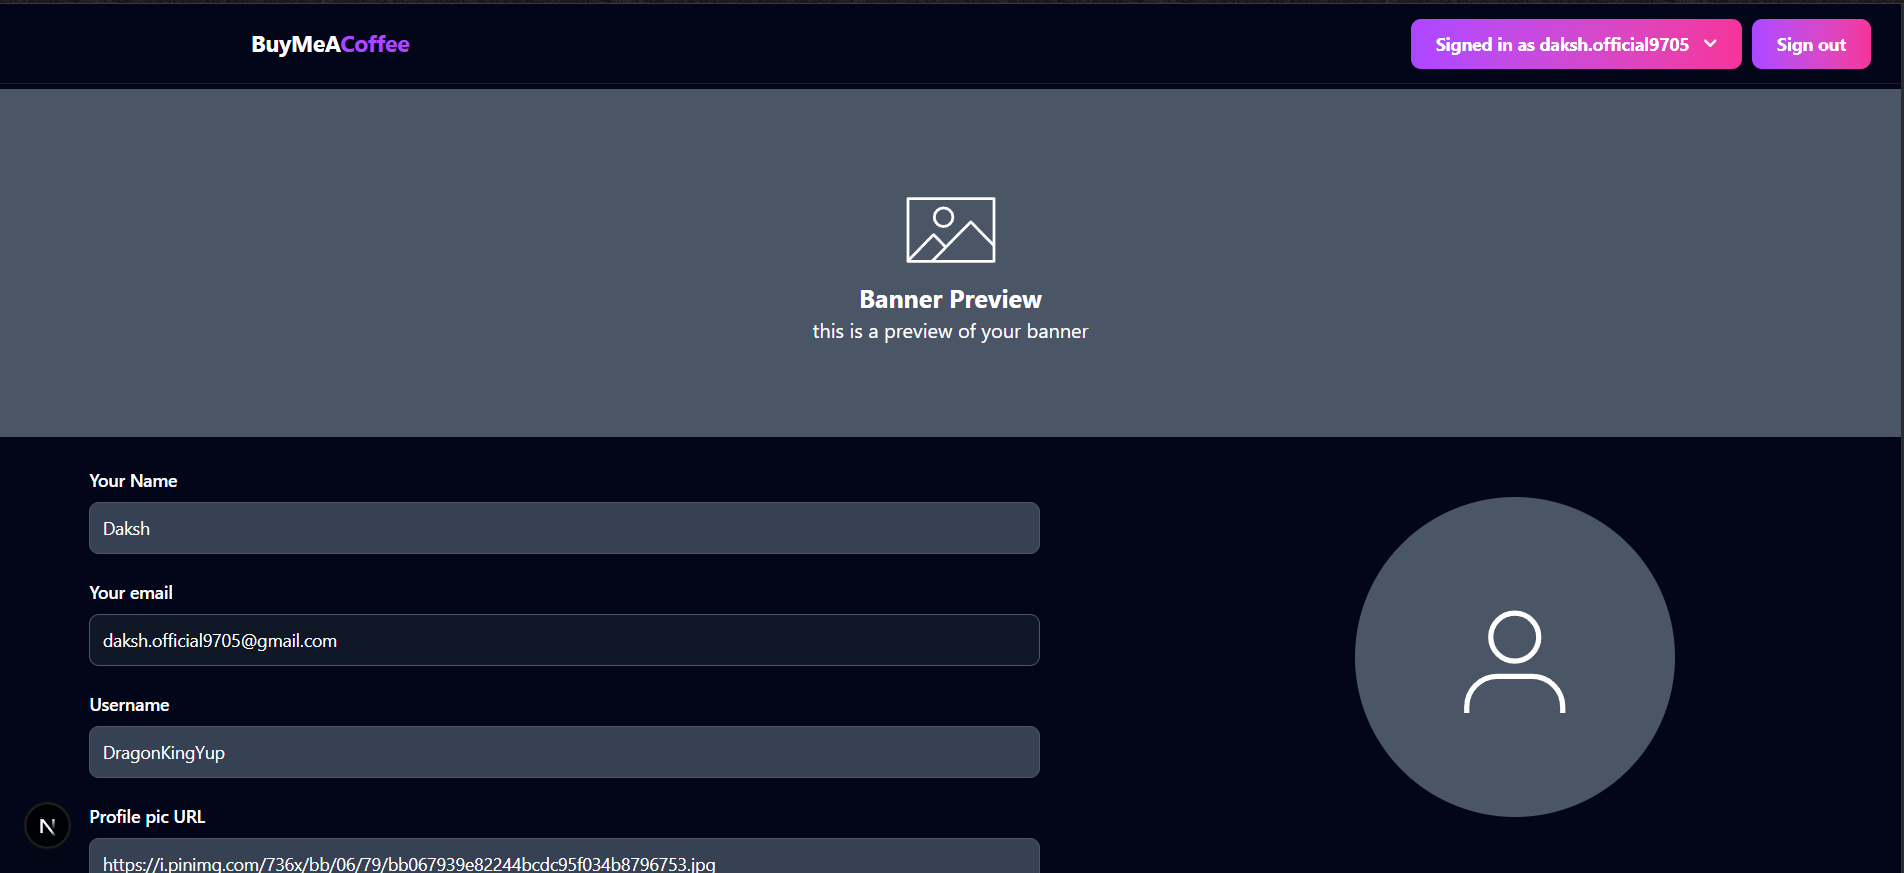 BuyMeACoffee
Signed in as daksh.official9705
Sign out
Banner Preview
this is a preview of your banner
Your Name
Daksh
Your email
daksh.official9705@gmail.com
Username
DragonKingYup
Profile pic URL
https://i.pinimg.com/736x/bb/06/79/bb067939e82244bcdc95f034b8796753.jpg
N